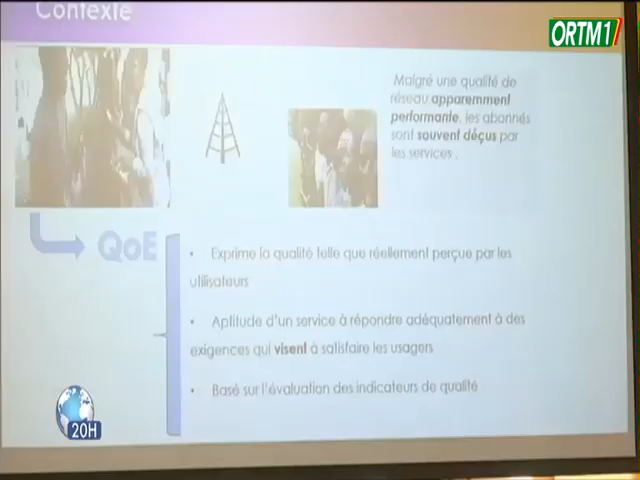 Contexte
ORTM1
Malgré une qualité de
réseau apparemment
performante, les abonnés
sont souvent déçus par
les services .
QoE
• Exprime la qualité telle que réellement perçue par les
utilisateurs
• Aptitude d'un service à répondre adéquatement à des
exigences qui visent à satisfaire les usagers
• Basé sur l'évaluation des indicateurs de qualité
20H